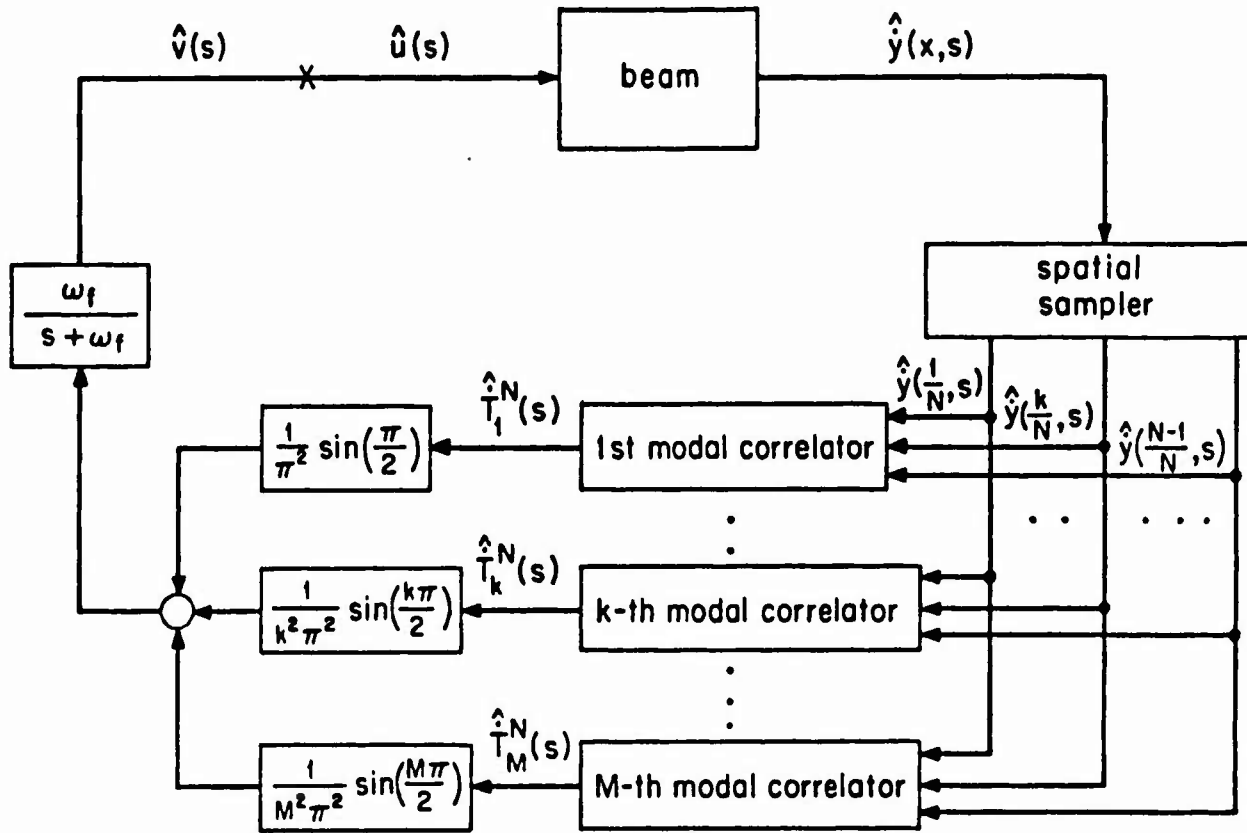 v̂(s)
û(s)
beam
ẏ̂(x,s)
spatial
sampler
ω_f
s + ω_f
1/π² sin(π/2)
Ṫ̂₁ᴺ(s)
1st modal correlator
ẏ̂(1/N, s)
ẏ̂(k/N, s)
ẏ̂(N-1/N, s)
1/k²π² sin(kπ/2)
Ṫ̂ₖᴺ(s)
k-th modal correlator
1/M²π² sin(Mπ/2)
Ṫ̂_Mᴺ(s)
M-th modal correlator